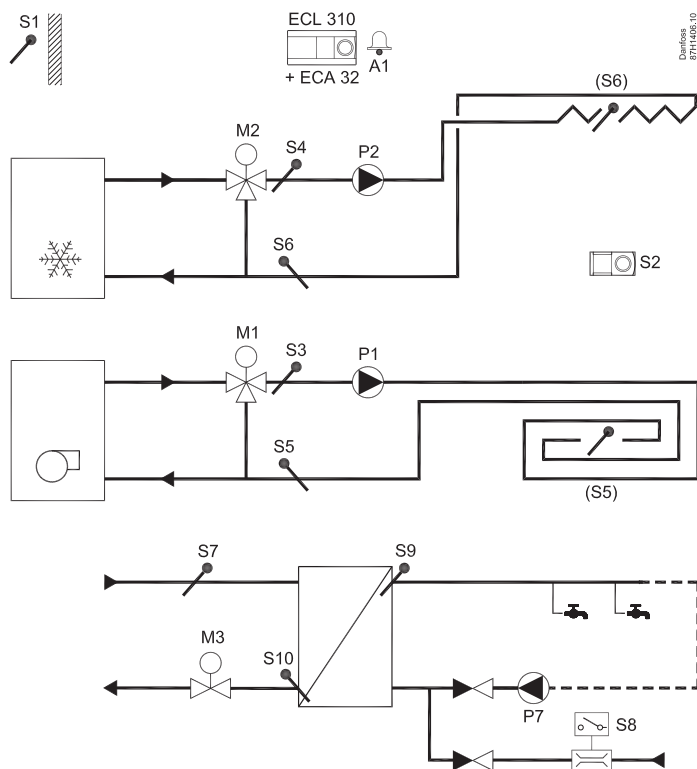 S1
ECL 310
+ ECA 32
A1
Danfoss
87H1406.10
(S6)
M2
S4
P2
S6
S2
M1
S3
P1
S5
(S5)
S7
S9
M3
S10
P7
S8